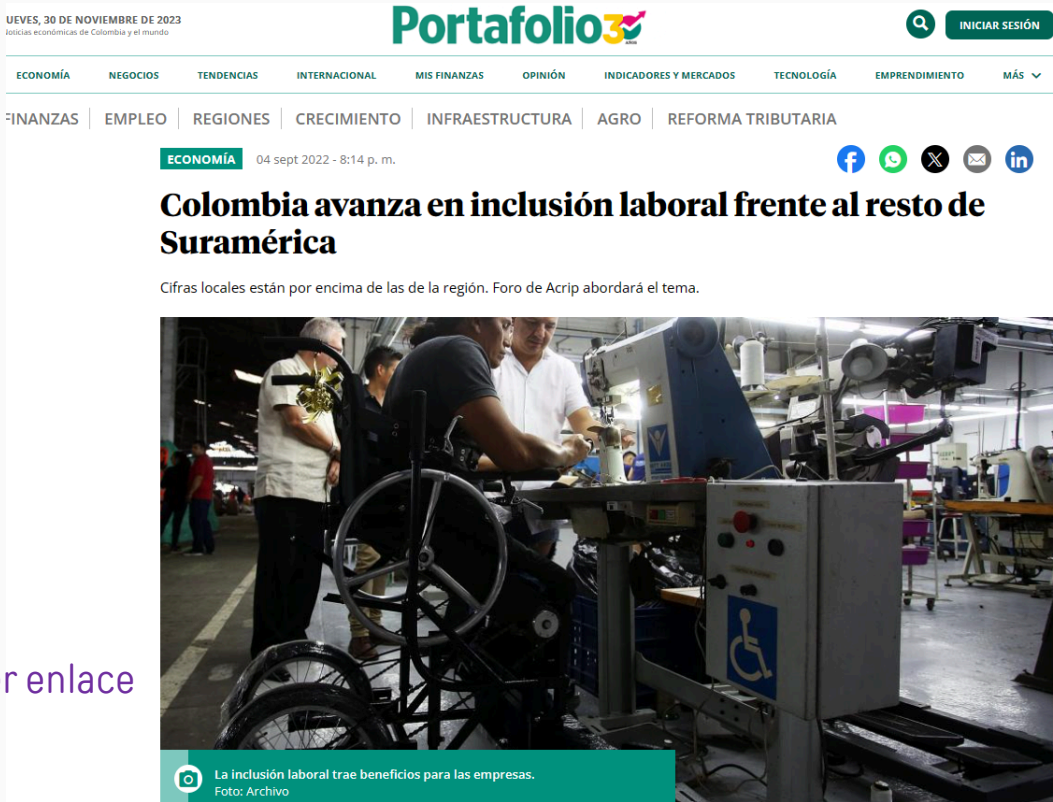 UEVES, 30 DE NOVIEMBRE DE 2023
Noticias económicas de Colombia y el mundo
Portafolio 30
años
INICIAR SESIÓN
ECONOMÍA NEGOCIOS TENDENCIAS INTERNACIONAL MIS FINANZAS OPINIÓN INDICADORES Y MERCADOS TECNOLOGÍA EMPRENDIMIENTO MÁS
FINANZAS EMPLEO REGIONES CRECIMIENTO INFRAESTRUCTURA AGRO REFORMA TRIBUTARIA
ECONOMÍA 04 sept 2022 - 8:14 p. m.
Colombia avanza en inclusión laboral frente al resto de
Suramérica
Cifras locales están por encima de las de la región. Foro de Acrip abordará el tema.
r enlace
La inclusión laboral trae beneficios para las empresas.
Foto: Archivo